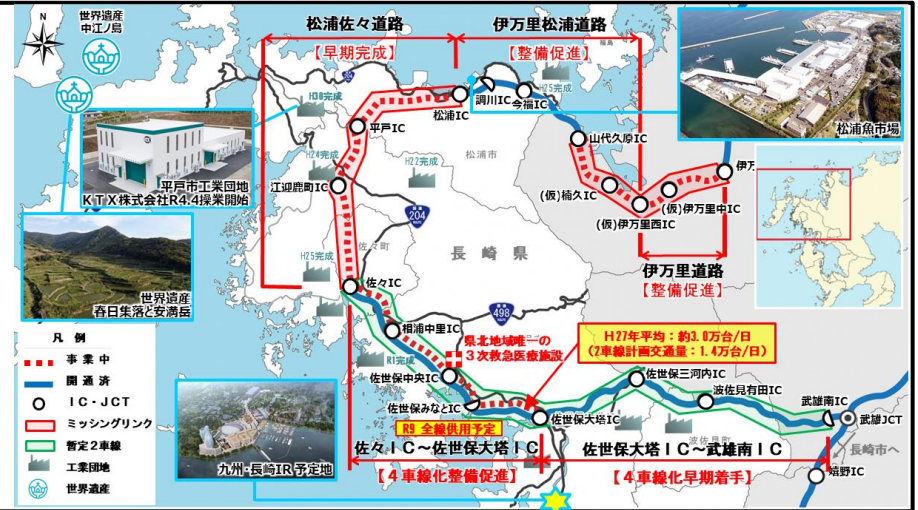 世界遺産
中江ノ島
松浦佐々道路
【早期完成】
伊万里松浦道路
【整備促進】
松浦魚市場
H30完成
平戸IC
松浦IC
調川IC
今福IC
H25完成
福島
山代久原IC
松浦市
平戸市工業団地
KTX株式会社R4.4操業開始
H24完成
H22完成
江迎鹿町IC
(仮)楠久IC
(仮)伊万里西IC
(仮)伊万里中IC
伊万
204
長崎県
伊万里道路
【整備促進】
世界遺産
春日集落と安満岳
H25完成
佐々町
佐々IC
498
相浦中里IC
県北地域唯一の
3次救急医療施設
H27年平均：約3.0万台/日
(2車線計画交通量：1.4万台/日)
R1完成
佐世保中央IC
佐世保みなとIC
佐世保三河内IC
波佐見有田IC
武雄南IC
武雄JCT
佐世保大塔IC
R9 全線供用予定
波佐見町
長崎市へ
嬉野IC
佐々IC～佐世保大塔IC
【4車線化整備促進】
佐世保大塔IC～武雄南IC
【4車線化早期着手】
凡例
事業中
開通済
IC・JCT
ミッシングリンク
暫定2車線
工業団地
世界遺産
九州・長崎IR予定地